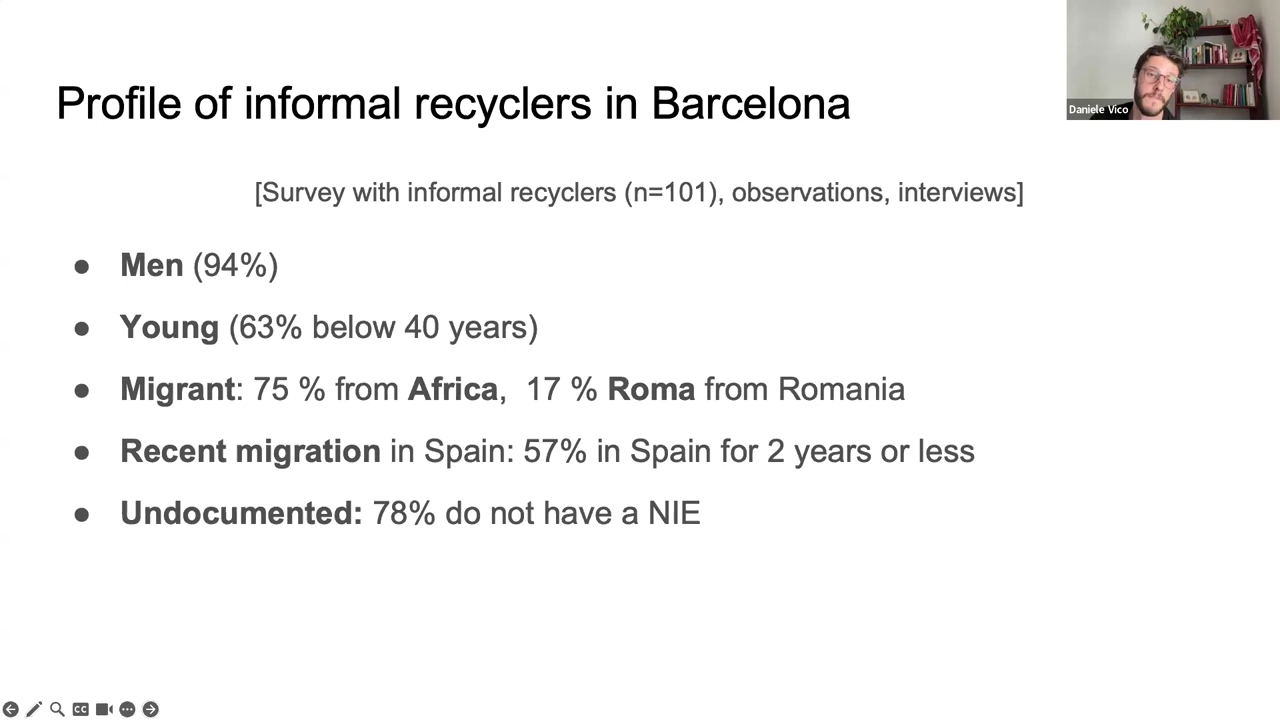 Profile of informal recyclers in Barcelona
Daniele Vico
[Survey with informal recyclers (n=101), observations, interviews]
● Men (94%)
● Young (63% below 40 years)
● Migrant: 75 % from Africa,  17 % Roma from Romania
● Recent migration in Spain: 57% in Spain for 2 years or less
● Undocumented: 78% do not have a NIE
CC